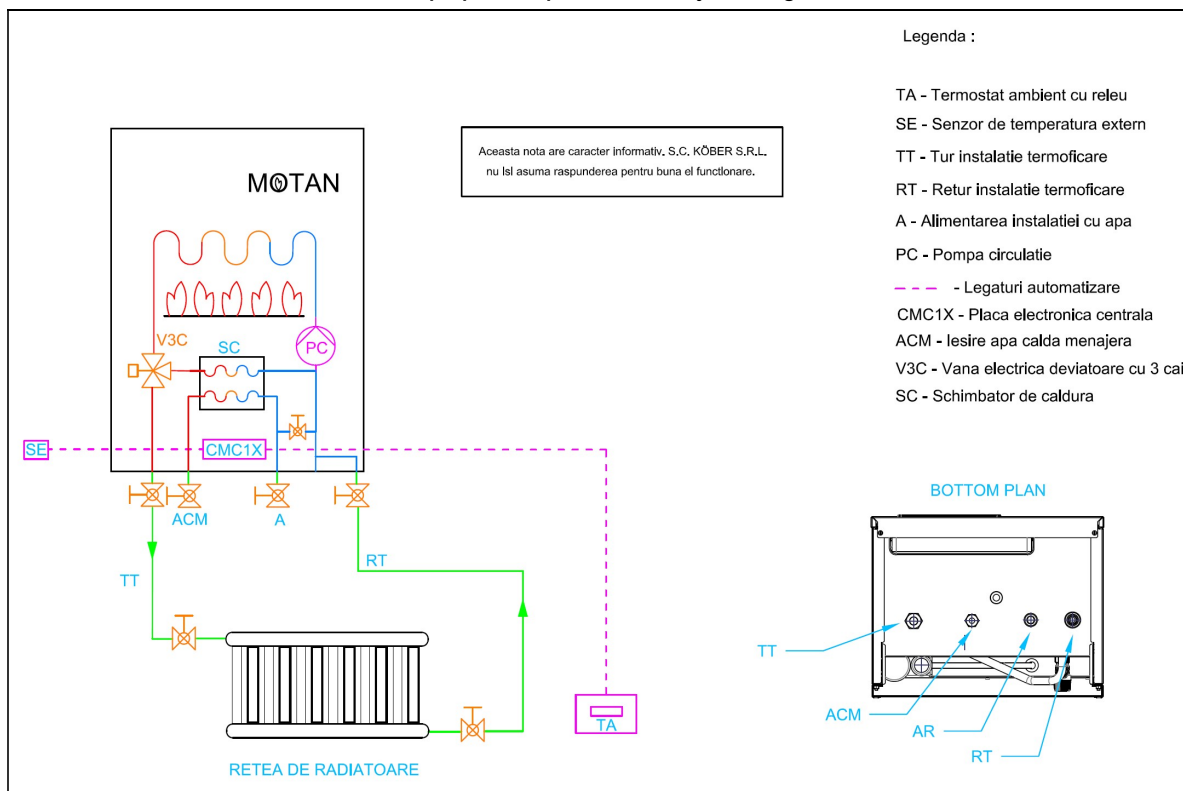 Legenda :
TA - Termostat ambient cu releu
SE - Senzor de temperatura extern
TT - Tur instalatie termoficare
RT - Retur instalatie termoficare
A - Alimentarea instalatiei cu apa
PC - Pompa circulatie
- Legaturi automatizare
CMC1X - Placa electronica centrala
ACM - Iesire apa calda menajera
V3C - Vana electrica deviatoare cu 3 cai
SC - Schimbator de caldura
Aceasta nota are caracter informativ. S.C. KÖBER S.R.L.
nu Isl asuma raspunderea pentru buna el functlonare.
MOTAN
V3C
SC
PC
SE
CMC1X
ACM
A
TT
RT
TA
RETEA DE RADIATOARE
BOTTOM PLAN
TT
ACM
AR
RT